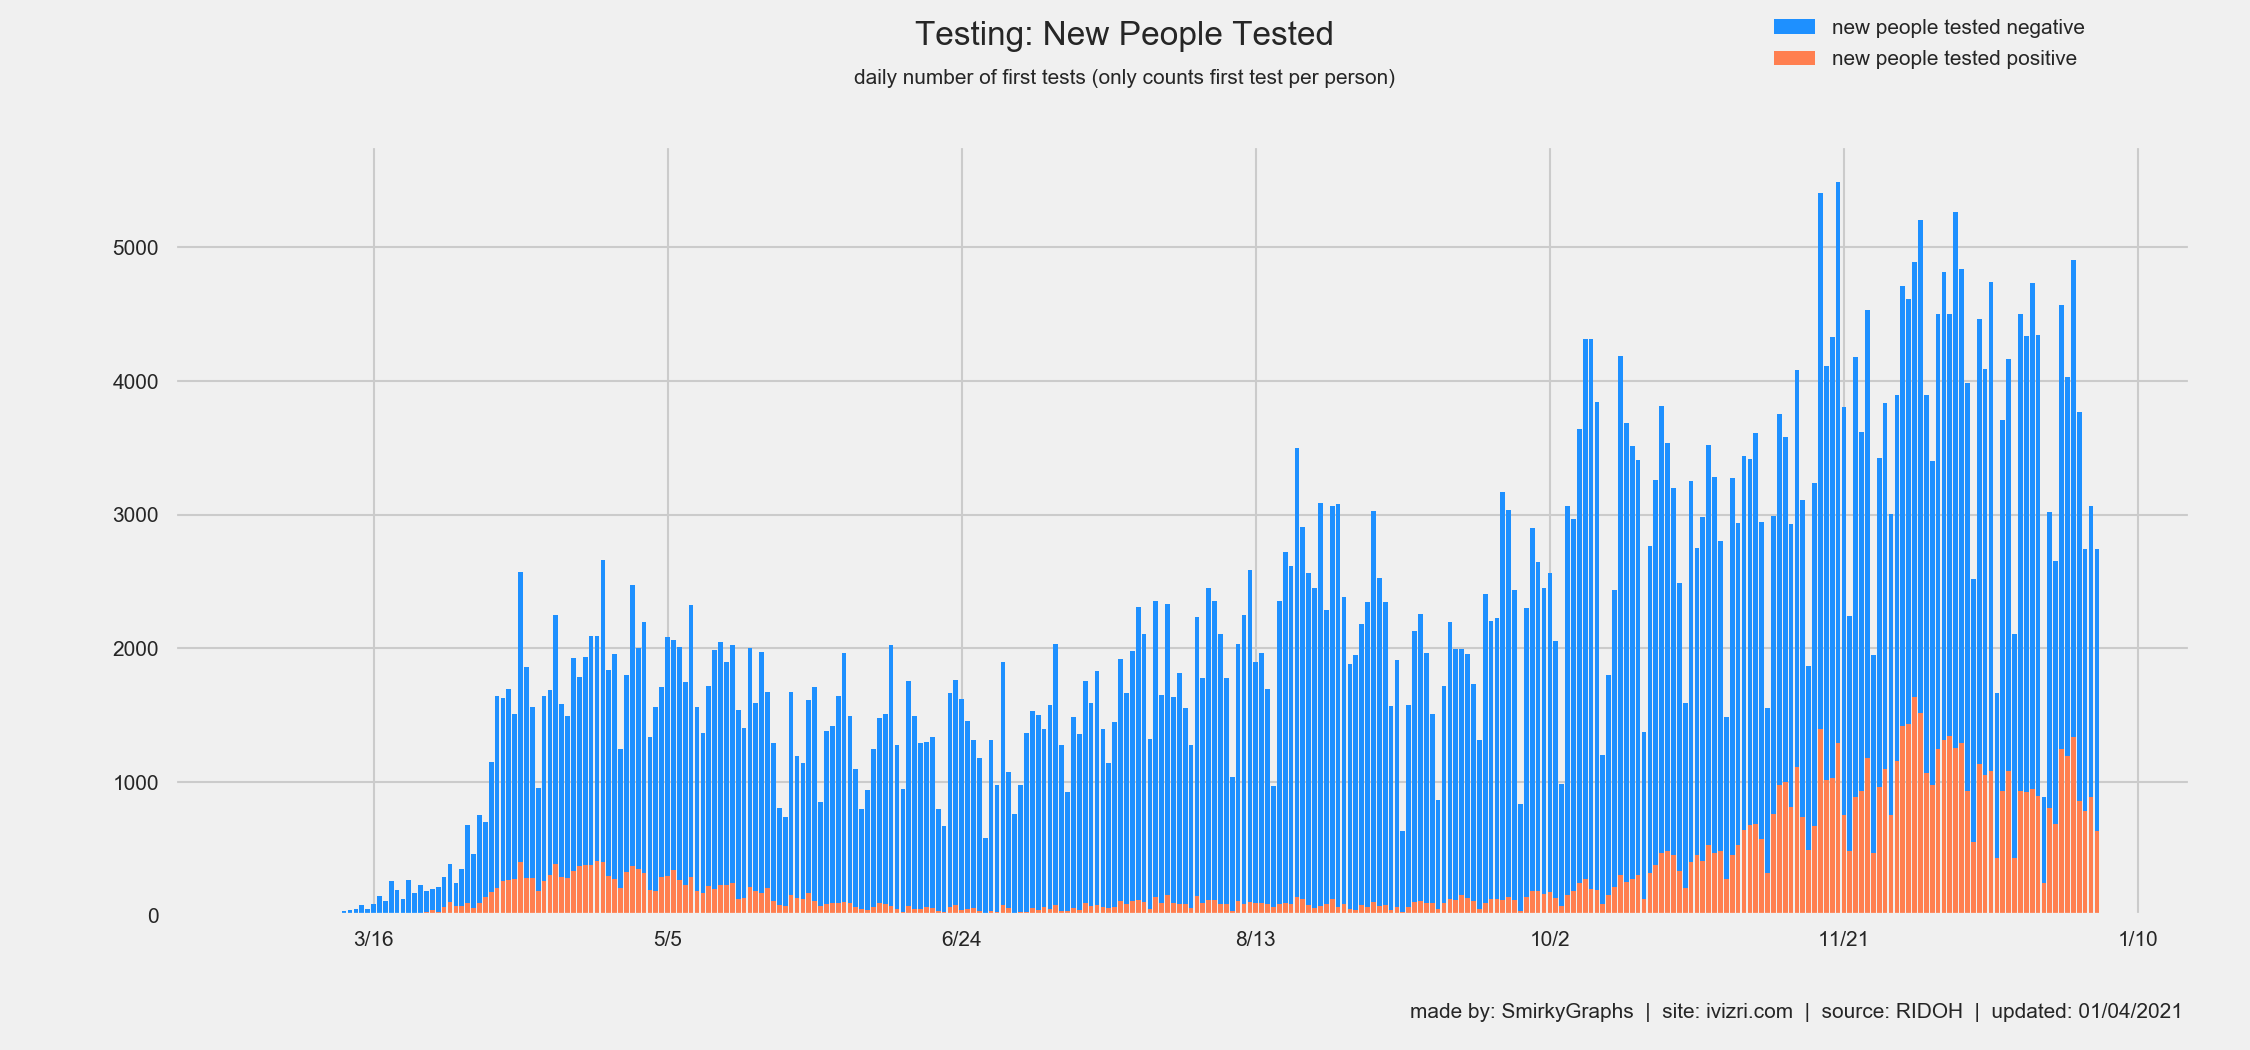 Testing: New People Tested
daily number of first tests (only counts first test per person)
new people tested negative
new people tested positive
5000
4000
3000
2000
1000
0
3/16 5/5 6/24 8/13 10/2 11/21 1/10
made by: SmirkyGraphs | site: ivizri.com | source: RIDOH | updated: 01/04/2021